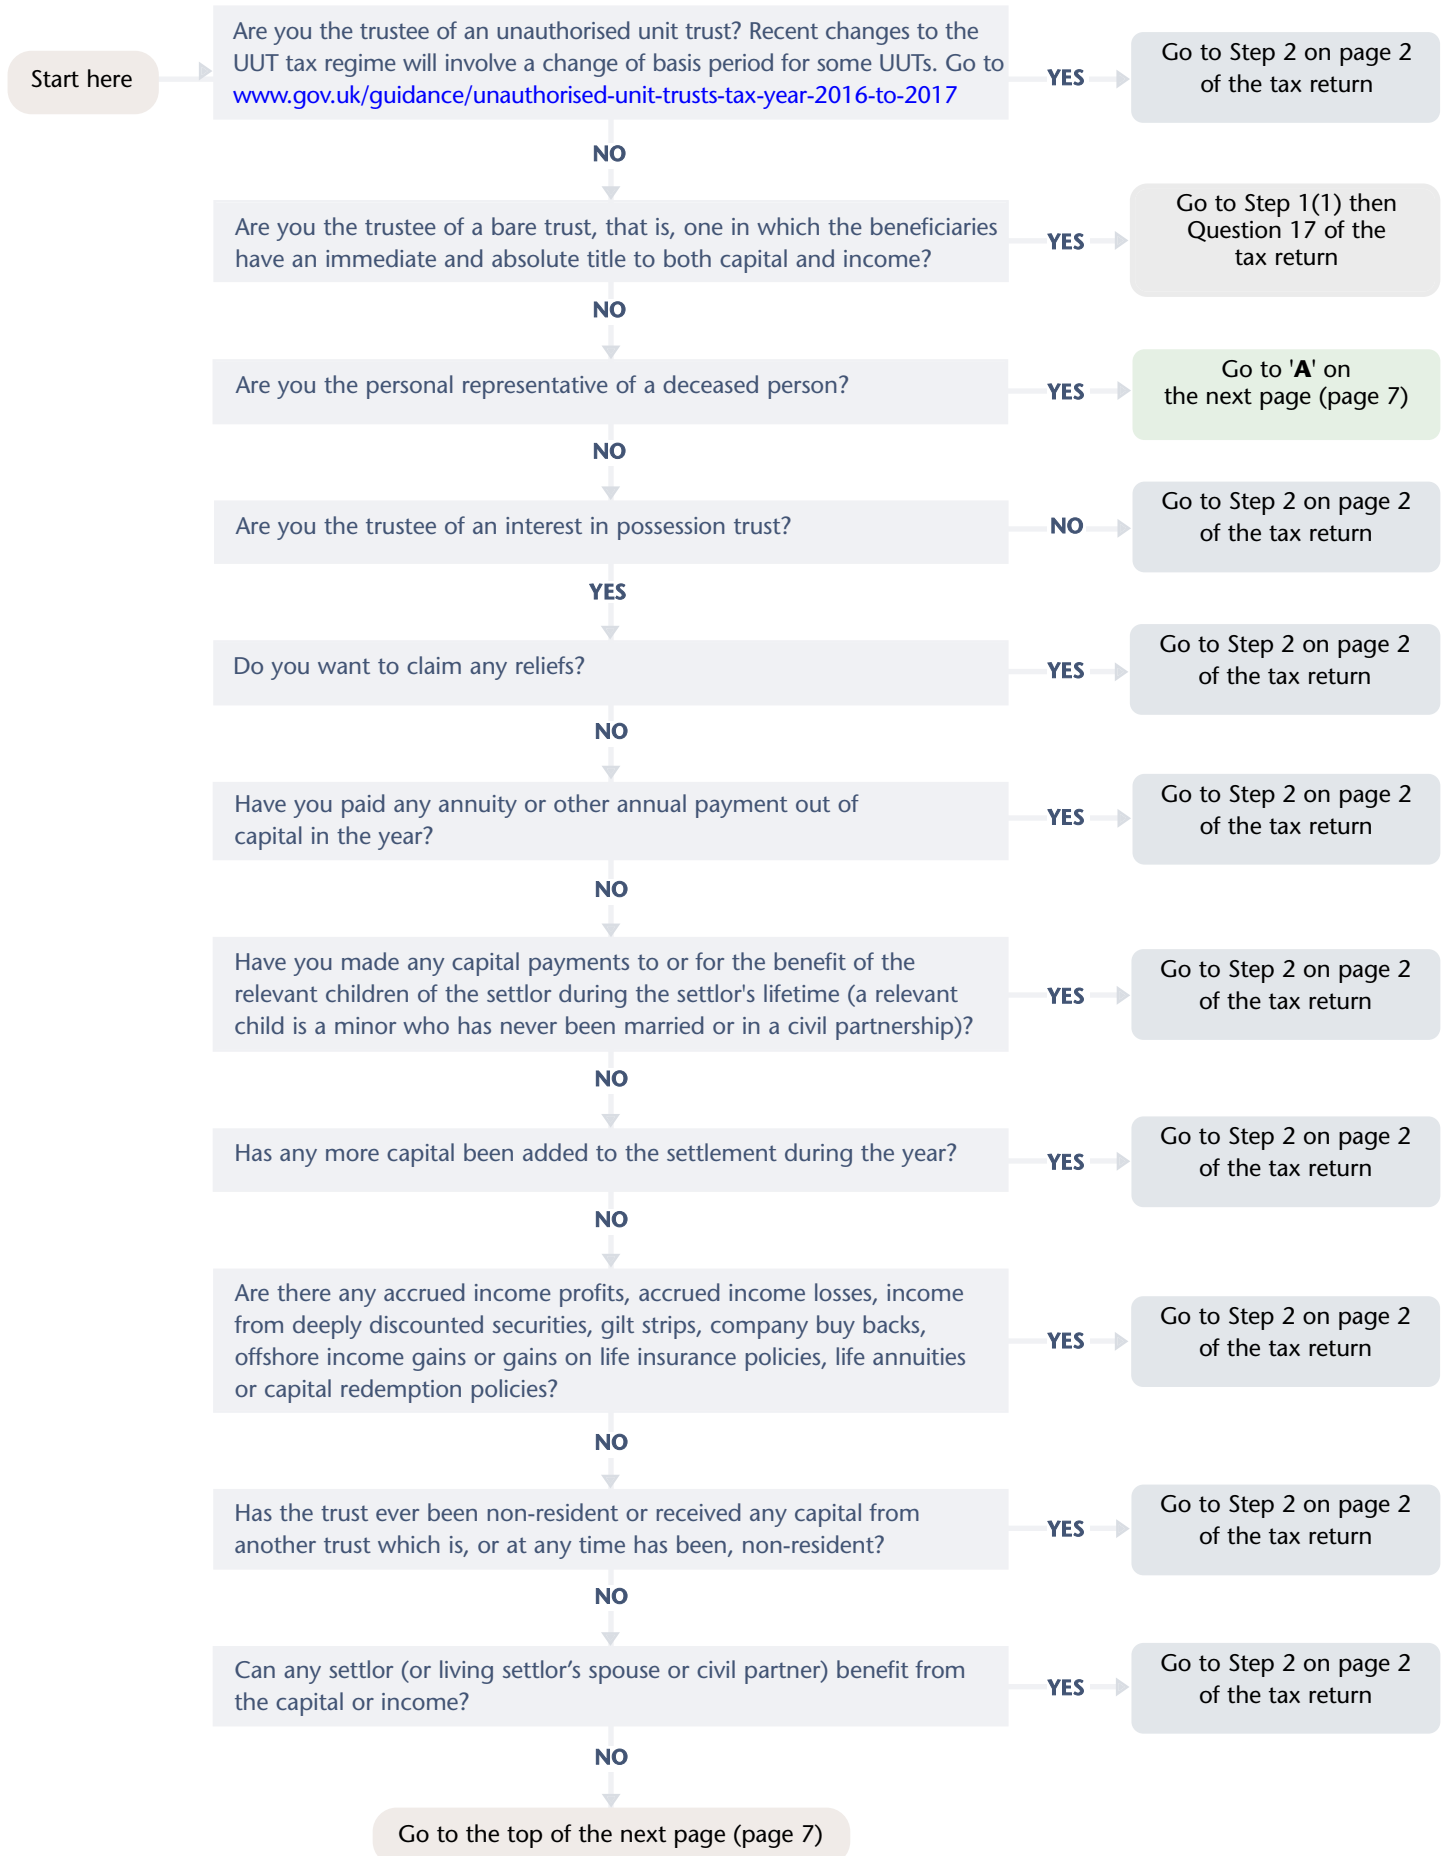 Start here
Are you the trustee of an unauthorised unit trust? Recent changes to the
UUT tax regime will involve a change of basis period for some UUTs. Go to
www.gov.uk/guidance/unauthorised-unit-trusts-tax-year-2016-to-2017
YES
Go to Step 2 on page 2
of the tax return
NO
Are you the trustee of a bare trust, that is, one in which the beneficiaries
have an immediate and absolute title to both capital and income?
YES
Go to Step 1(1) then
Question 17 of the
tax return
NO
Are you the personal representative of a deceased person?
YES
Go to 'A' on
the next page (page 7)
NO
Are you the trustee of an interest in possession trust?
NO
Go to Step 2 on page 2
of the tax return
YES
Do you want to claim any reliefs?
YES
Go to Step 2 on page 2
of the tax return
NO
Have you paid any annuity or other annual payment out of
capital in the year?
YES
Go to Step 2 on page 2
of the tax return
NO
Have you made any capital payments to or for the benefit of the
relevant children of the settlor during the settlor's lifetime (a relevant
child is a minor who has never been married or in a civil partnership)?
YES
Go to Step 2 on page 2
of the tax return
NO
Has any more capital been added to the settlement during the year?
YES
Go to Step 2 on page 2
of the tax return
NO
Are there any accrued income profits, accrued income losses, income
from deeply discounted securities, gilt strips, company buy backs,
offshore income gains or gains on life insurance policies, life annuities
or capital redemption policies?
YES
Go to Step 2 on page 2
of the tax return
NO
Has the trust ever been non-resident or received any capital from
another trust which is, or at any time has been, non-resident?
YES
Go to Step 2 on page 2
of the tax return
NO
Can any settlor (or living settlor’s spouse or civil partner) benefit from
the capital or income?
YES
Go to Step 2 on page 2
of the tax return
NO
Go to the top of the next page (page 7)